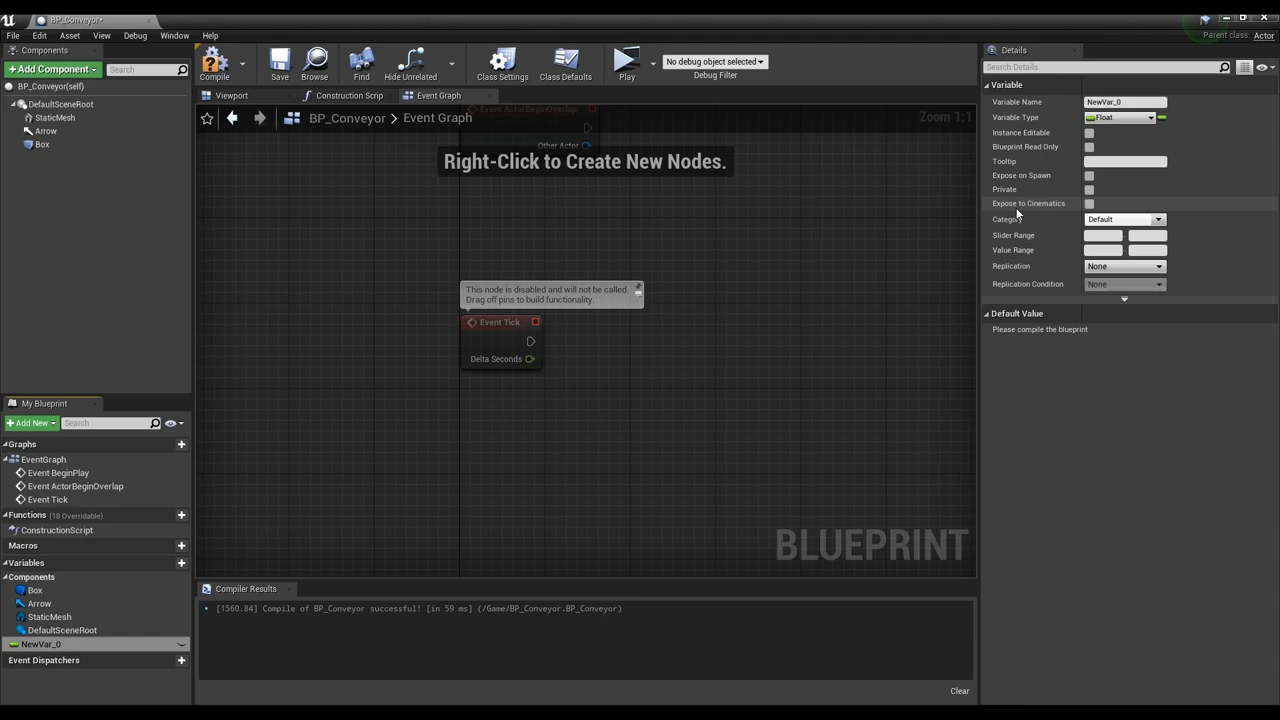 BP_Conveyor*
File Edit Asset View Debug Window Help
Parent class: Actor
Components
+Add Component Search
BP_Conveyor(self)
DefaultSceneRoot
StaticMesh
Arrow
Box
Compile Save Browse Find Hide Unrelated Class Settings Class Defaults Play
No debug object selected
Debug Filter
Viewport Construction Scrip Event Graph
BP_Conveyor Event Graph
Zoom 1:1
Event ActorBeginOverlap
Other Actor
Right-Click to Create New Nodes.
This node is disabled and will not be called.
Drag off pins to build functionality.
Event Tick
Delta Seconds
BLUEPRINT
My Blueprint
+Add New Search
Graphs
EventGraph
Event BeginPlay
Event ActorBeginOverlap
Event Tick
Functions (18 Overridable)
ConstructionScript
Macros
Variables
Components
Box
Arrow
StaticMesh
DefaultSceneRoot
NewVar_0
Event Dispatchers
Compiler Results
[1560.84] Compile of BP_Conveyor successful! [in 59 ms] (/Game/BP_Conveyor.BP_Conveyor)
Clear
Details
Search Details
Variable
Variable Name NewVar_0
Variable Type Float
Instance Editable
Blueprint Read Only
Tooltip
Expose on Spawn
Private
Expose to Cinematics
Category Default
Slider Range
Value Range
Replication None
Replication Condition None
Default Value
Please compile the blueprint